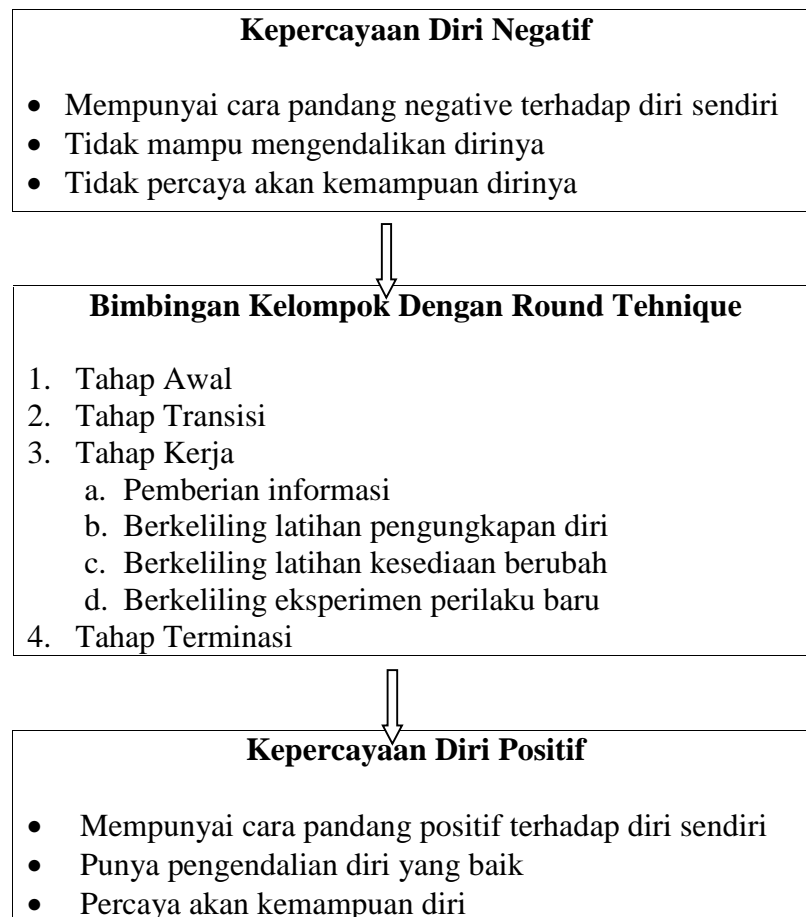 Kepercayaan Diri Negatif
• Mempunyai cara pandang negative terhadap diri sendiri
• Tidak mampu mengendalikan dirinya
• Tidak percaya akan kemampuan dirinya
Bimbingan Kelompok Dengan Round Tehnique
1. Tahap Awal
2. Tahap Transisi
3. Tahap Kerja
a. Pemberian informasi
b. Berkeliling latihan pengungkapan diri
c. Berkeliling latihan kesediaan berubah
d. Berkeliling eksperimen perilaku baru
4. Tahap Terminasi
Kepercayaan Diri Positif
• Mempunyai cara pandang positif terhadap diri sendiri
• Punya pengendalian diri yang baik
• Percaya akan kemampuan diri